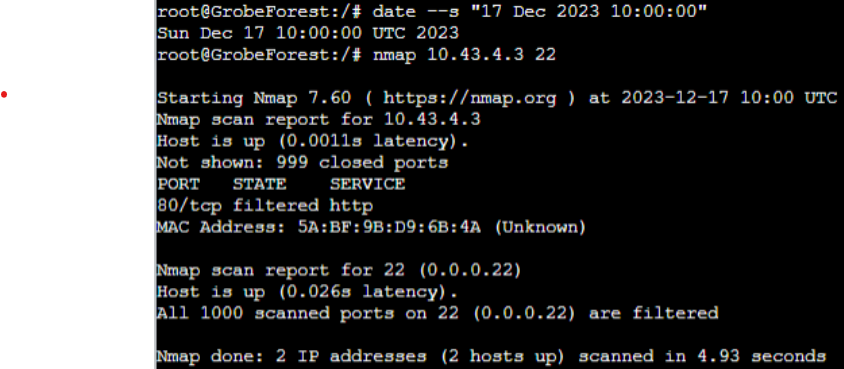 root@GrobeForest:/# date --s "17 Dec 2023 10:00:00"
Sun Dec 17 10:00:00 UTC 2023
root@GrobeForest:/# nmap 10.43.4.3 22
Starting Nmap 7.60 ( https://nmap.org ) at 2023-12-17 10:00 UTC
Nmap scan report for 10.43.4.3
Host is up (0.0011s latency).
Not shown: 999 closed ports
PORT   STATE    SERVICE
80/tcp filtered http
MAC Address: 5A:BF:9B:D9:6B:4A (Unknown)
Nmap scan report for 22 (0.0.0.22)
Host is up (0.026s latency).
All 1000 scanned ports on 22 (0.0.0.22) are filtered
Nmap done: 2 IP addresses (2 hosts up) scanned in 4.93 seconds